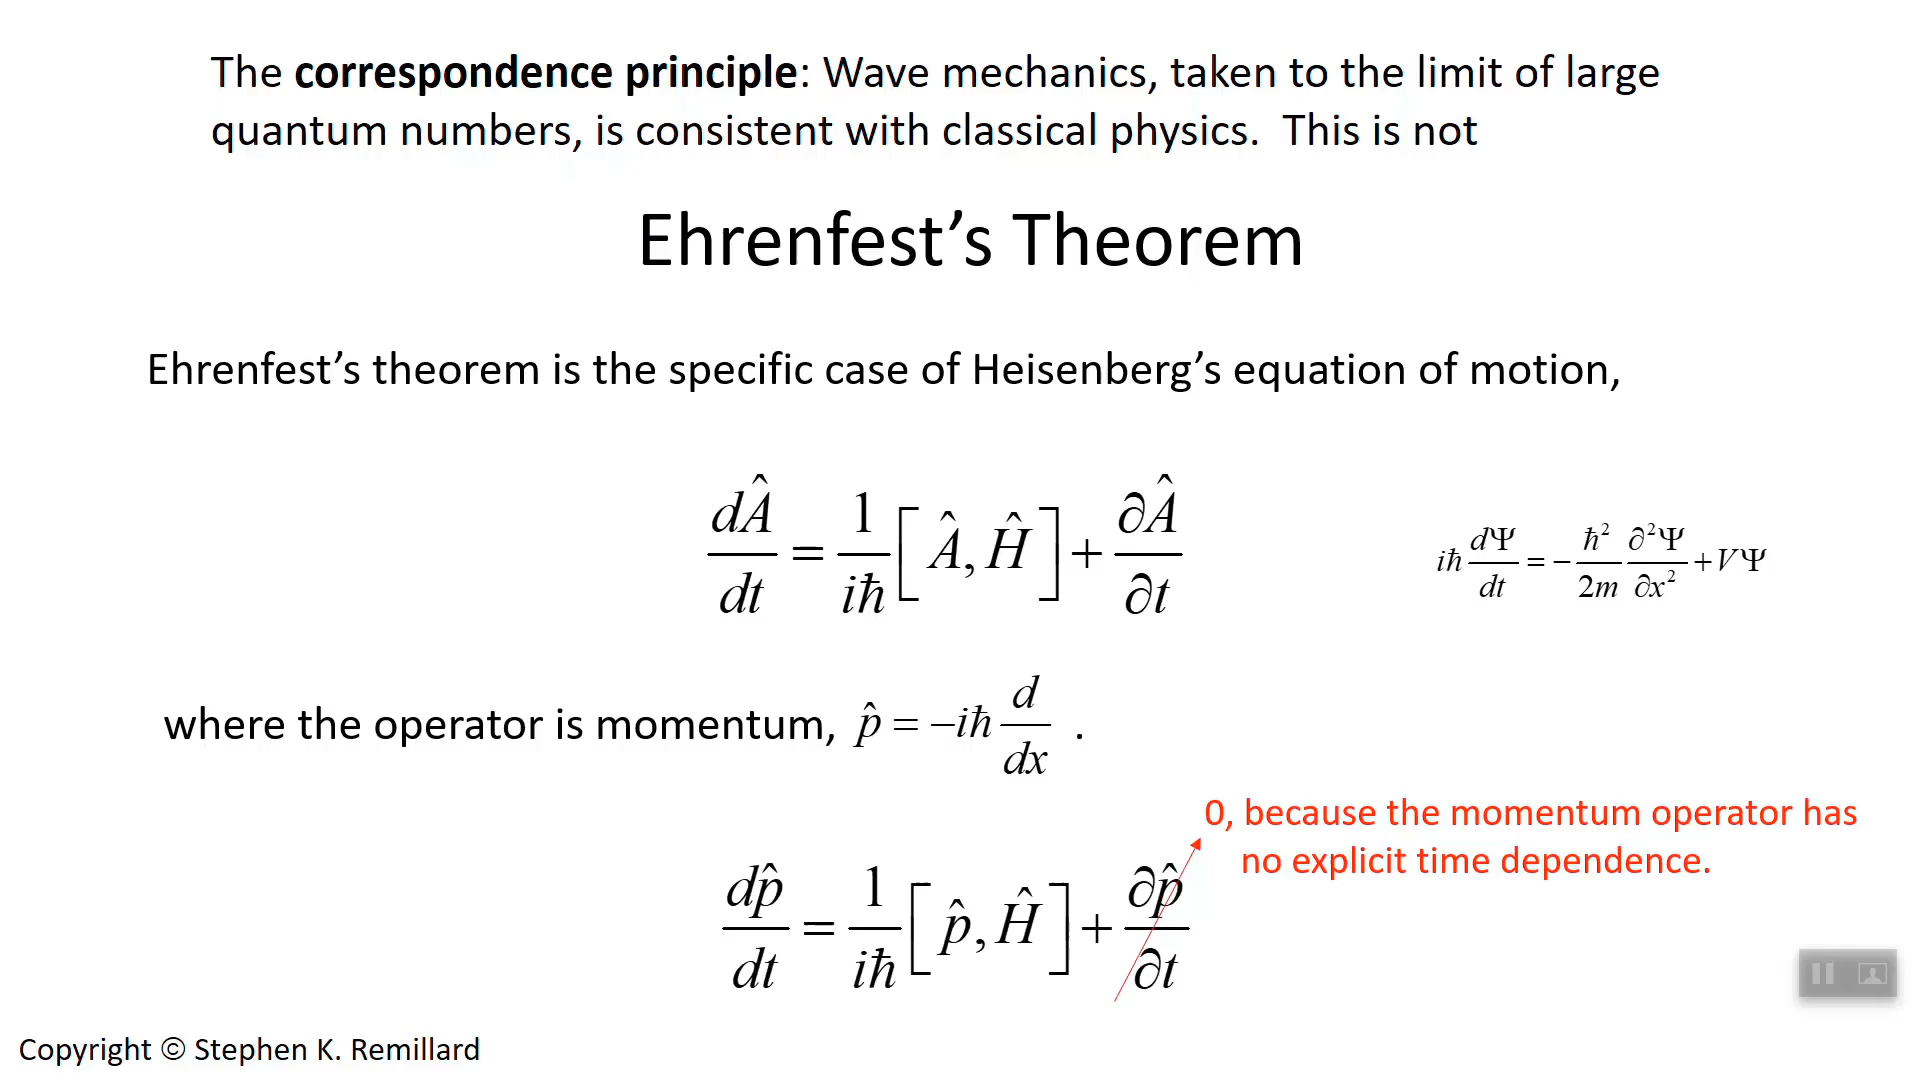 The correspondence principle: Wave mechanics, taken to the limit of large
quantum numbers, is consistent with classical physics.  This is not
Ehrenfest’s Theorem
Ehrenfest’s theorem is the specific case of Heisenberg’s equation of motion,
dÂ/dt = 1/iħ [Â, Ĥ] + ∂Â/∂t
iħ dΨ/dt = − ħ²/2m ∂²Ψ/∂x² + VΨ
where the operator is momentum, p̂ = −iħ d/dx .
0, because the momentum operator has
no explicit time dependence.
dp̂/dt = 1/iħ [p̂, Ĥ] + ∂p̂/∂t
Copyright © Stephen K. Remillard